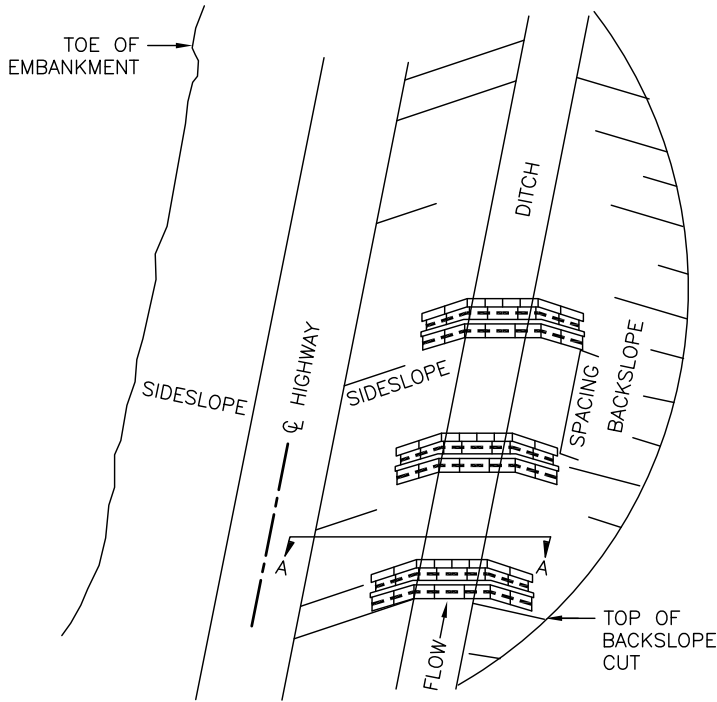 TOE OF
EMBANKMENT
DITCH
SIDESLOPE
℄ HIGHWAY
SIDESLOPE
SPACING
BACKSLOPE
A
A
FLOW
TOP OF
BACKSLOPE
CUT